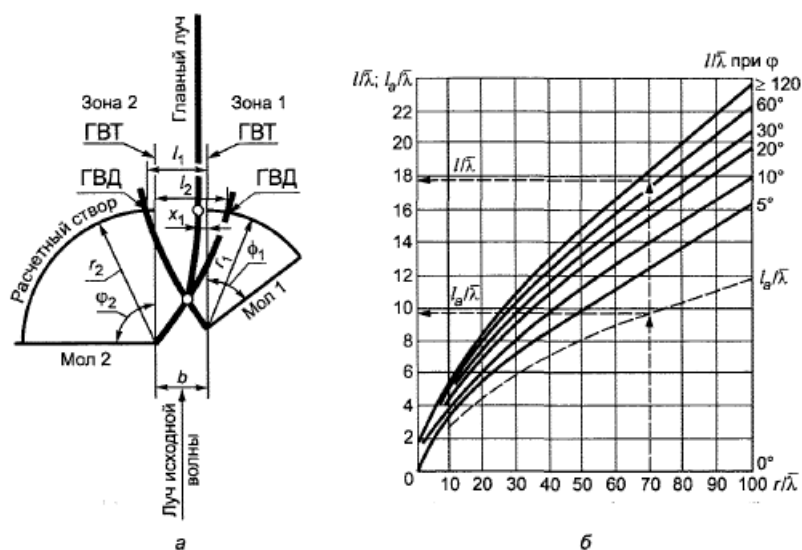 Главный луч
Зона 2
Зона 1
ГВТ
ГВТ
l₁
ГВД
l₂
ГВД
x₁
Расчетный створ
r₂
r₁
φ₂
ϕ₁
Мол 1
Мол 2
b
Луч исходной
волны
а
l/λ̄; lₐ/λ̄
l/λ̄ при φ
≥ 120
60°
30°
20°
10°
5°
lₐ/λ̄
0°
22
20
18
16
14
12
10
8
6
4
2
0
l/λ̄
lₐ/λ̄
10 20 30 40 50 60 70 80 90 100 r/λ̄
б